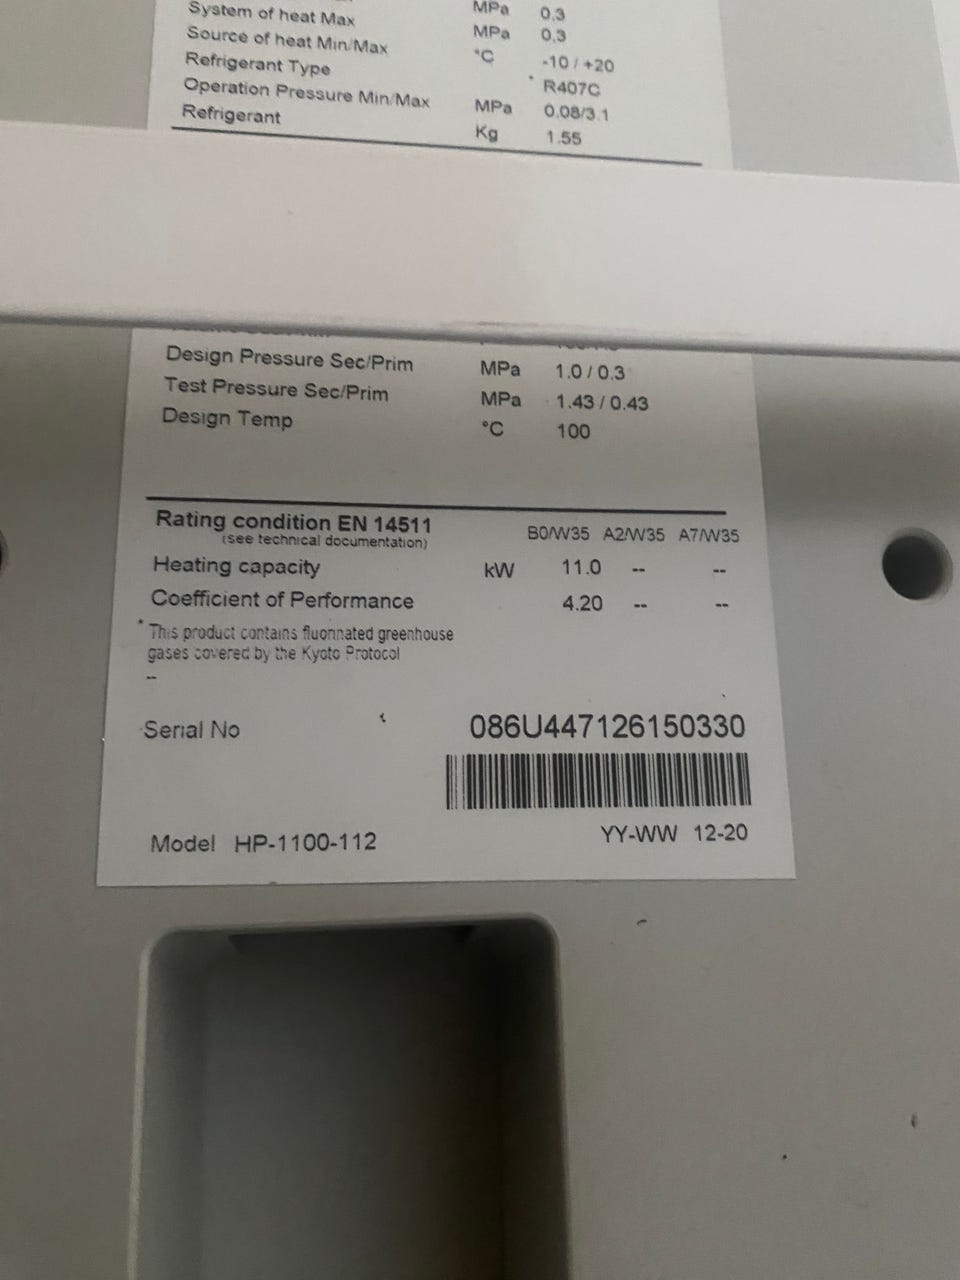 System of heat Max MPa 0.3
Source of heat Min/Max MPa 0.3
Refrigerant Type °C -10 / +20
Operation Pressure Min/Max * R407C
Refrigerant MPa 0.08/3.1
Kg 1.55
Design Pressure Sec/Prim MPa 1.0 / 0.3
Test Pressure Sec/Prim MPa 1.43 / 0.43
Design Temp °C 100
Rating condition EN 14511 B0/W35 A2/W35 A7/W35
(see technical documentation)
Heating capacity kW 11.0 -- --
Coefficient of Performance 4.20 -- --
* This product contains fluorinated greenhouse
gases covered by the Kyoto Protocol
--
Serial No 086U447126150330
Model HP-1100-112 YY-WW 12-20